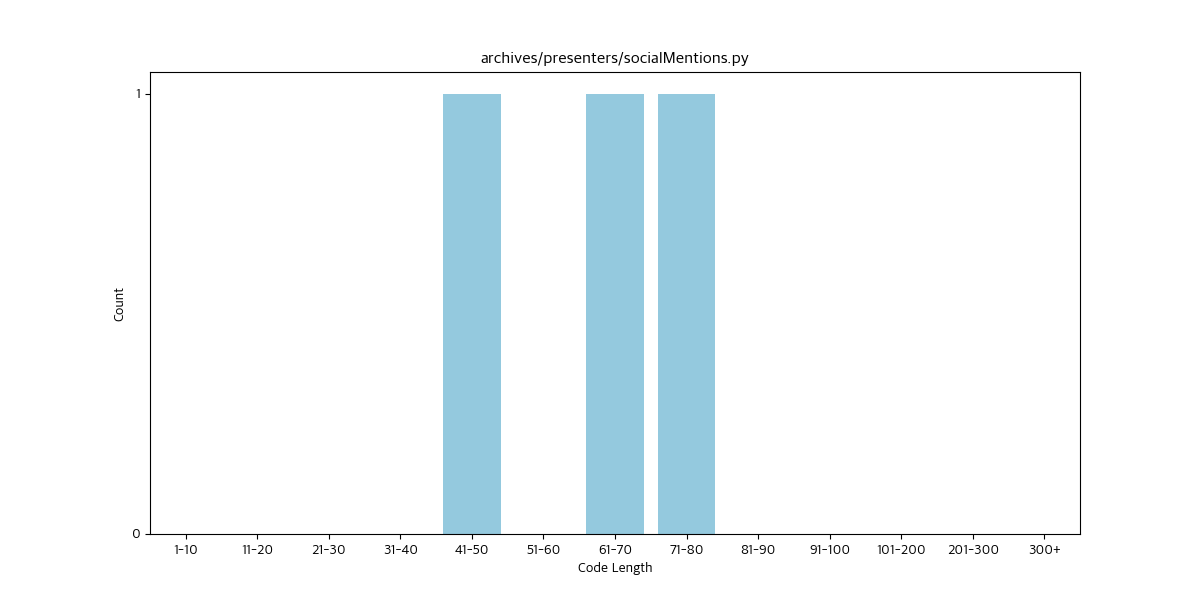 archives/presenters/socialMentions.py
1
Count
0
1-10 11-20 21-30 31-40 41-50 51-60 61-70 71-80 81-90 91-100 101-200 201-300 300+
Code Length